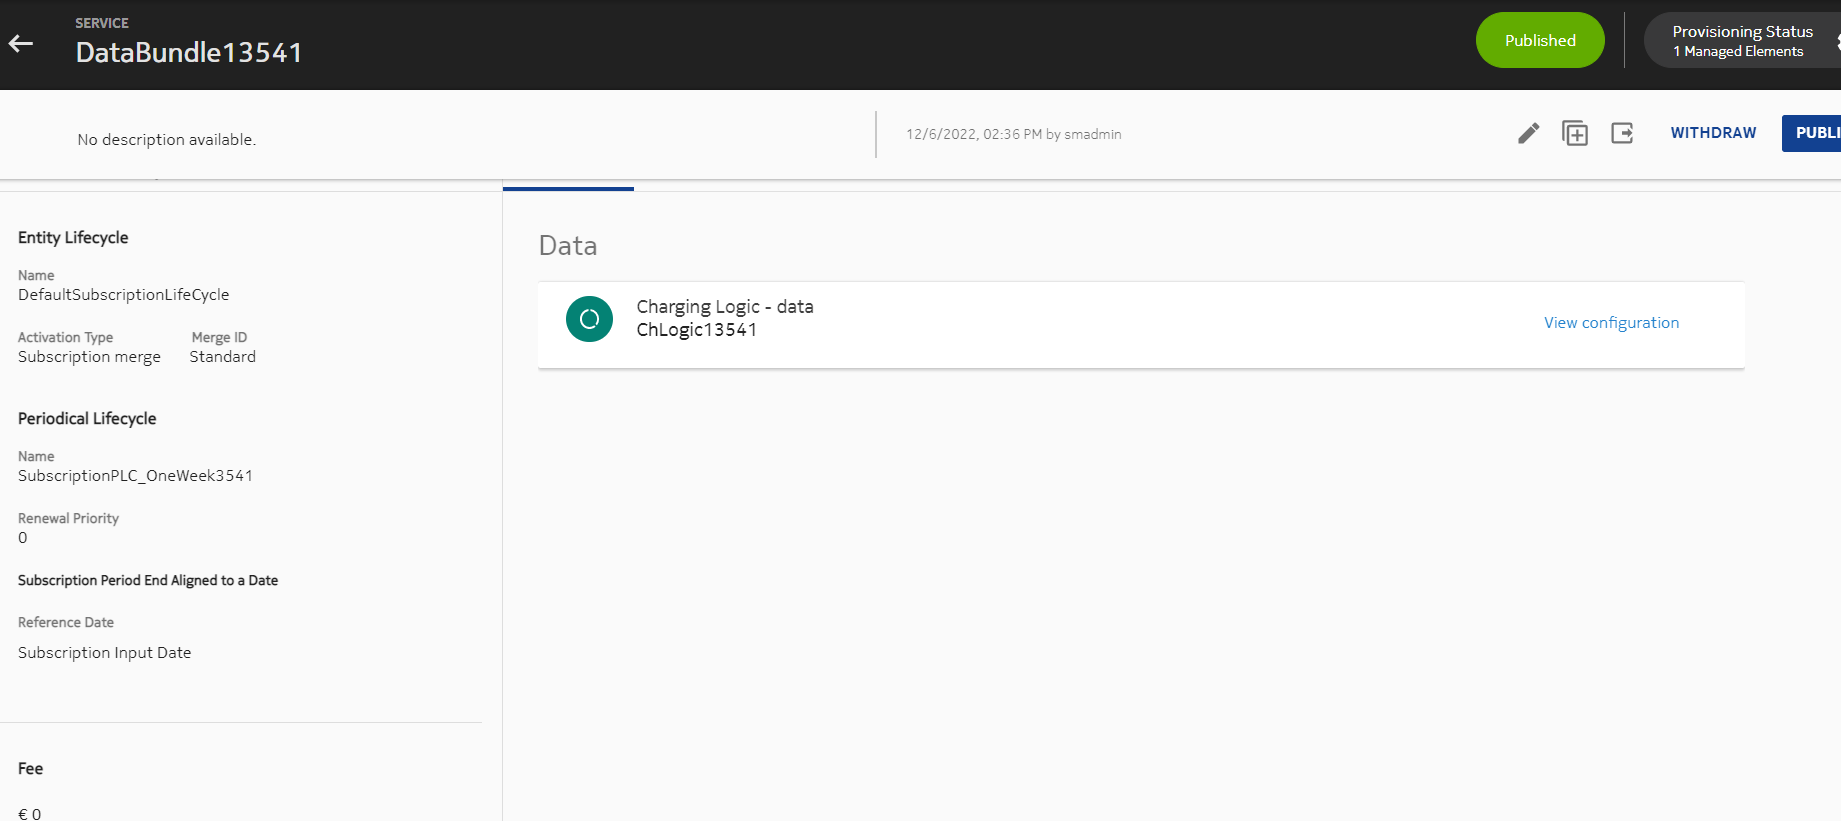 SERVICE
DataBundle13541
Published
Provisioning Status
1 Managed Elements
No description available.
12/6/2022, 02:36 PM by smadmin
WITHDRAW
PUBLI
Entity Lifecycle
Name
DefaultSubscriptionLifeCycle
Activation Type
Merge ID
Subscription merge
Standard
Periodical Lifecycle
Name
SubscriptionPLC_OneWeek3541
Renewal Priority
0
Subscription Period End Aligned to a Date
Reference Date
Subscription Input Date
Fee
€ 0
Data
Charging Logic - data
ChLogic13541
View configuration